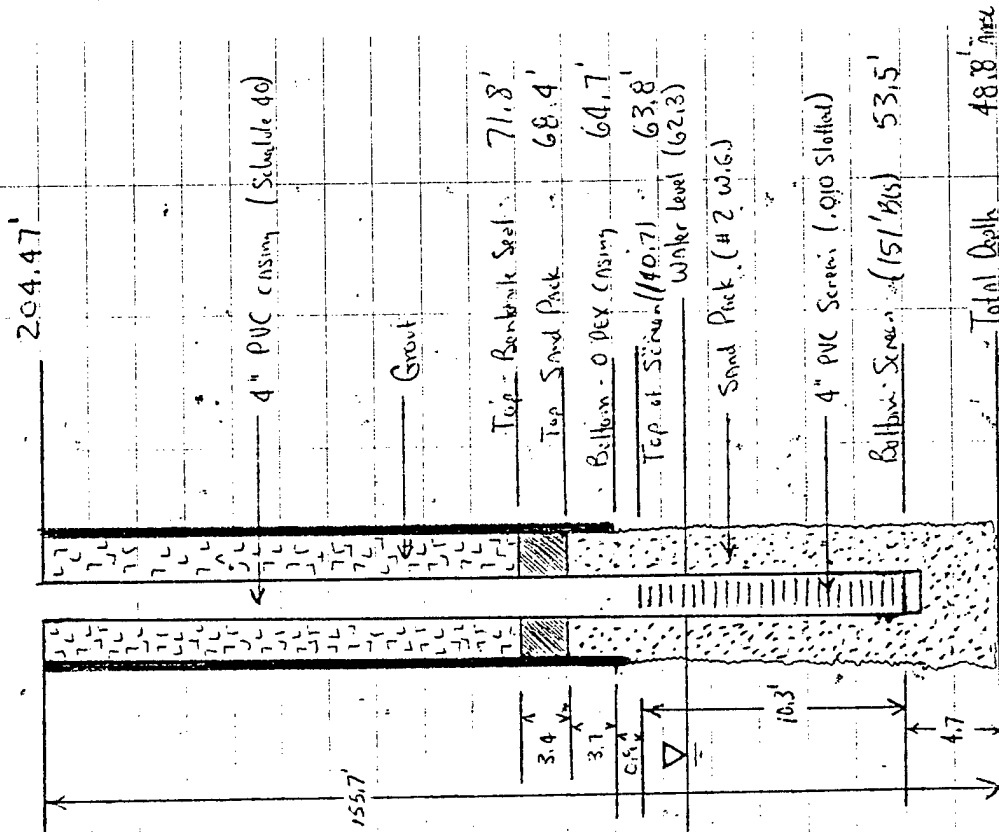 204.47'
4" PVC casing (Schedule 40)
Grout
Top - Bentonite Seal 71.8'
Top Sand Pack 68.4'
Bottom - ODEX casing 64.7'
Top of Screen (140.7) 63.8'
Water level (62.3)
Sand Pack (#2 W.G.)
4" PVC Screen (.010 Slotted)
Bottom Screen (151' BLS) 53.5'
Total Depth 48.8'
155.7'
3.4
3.7
0.9
10.3'
4.7